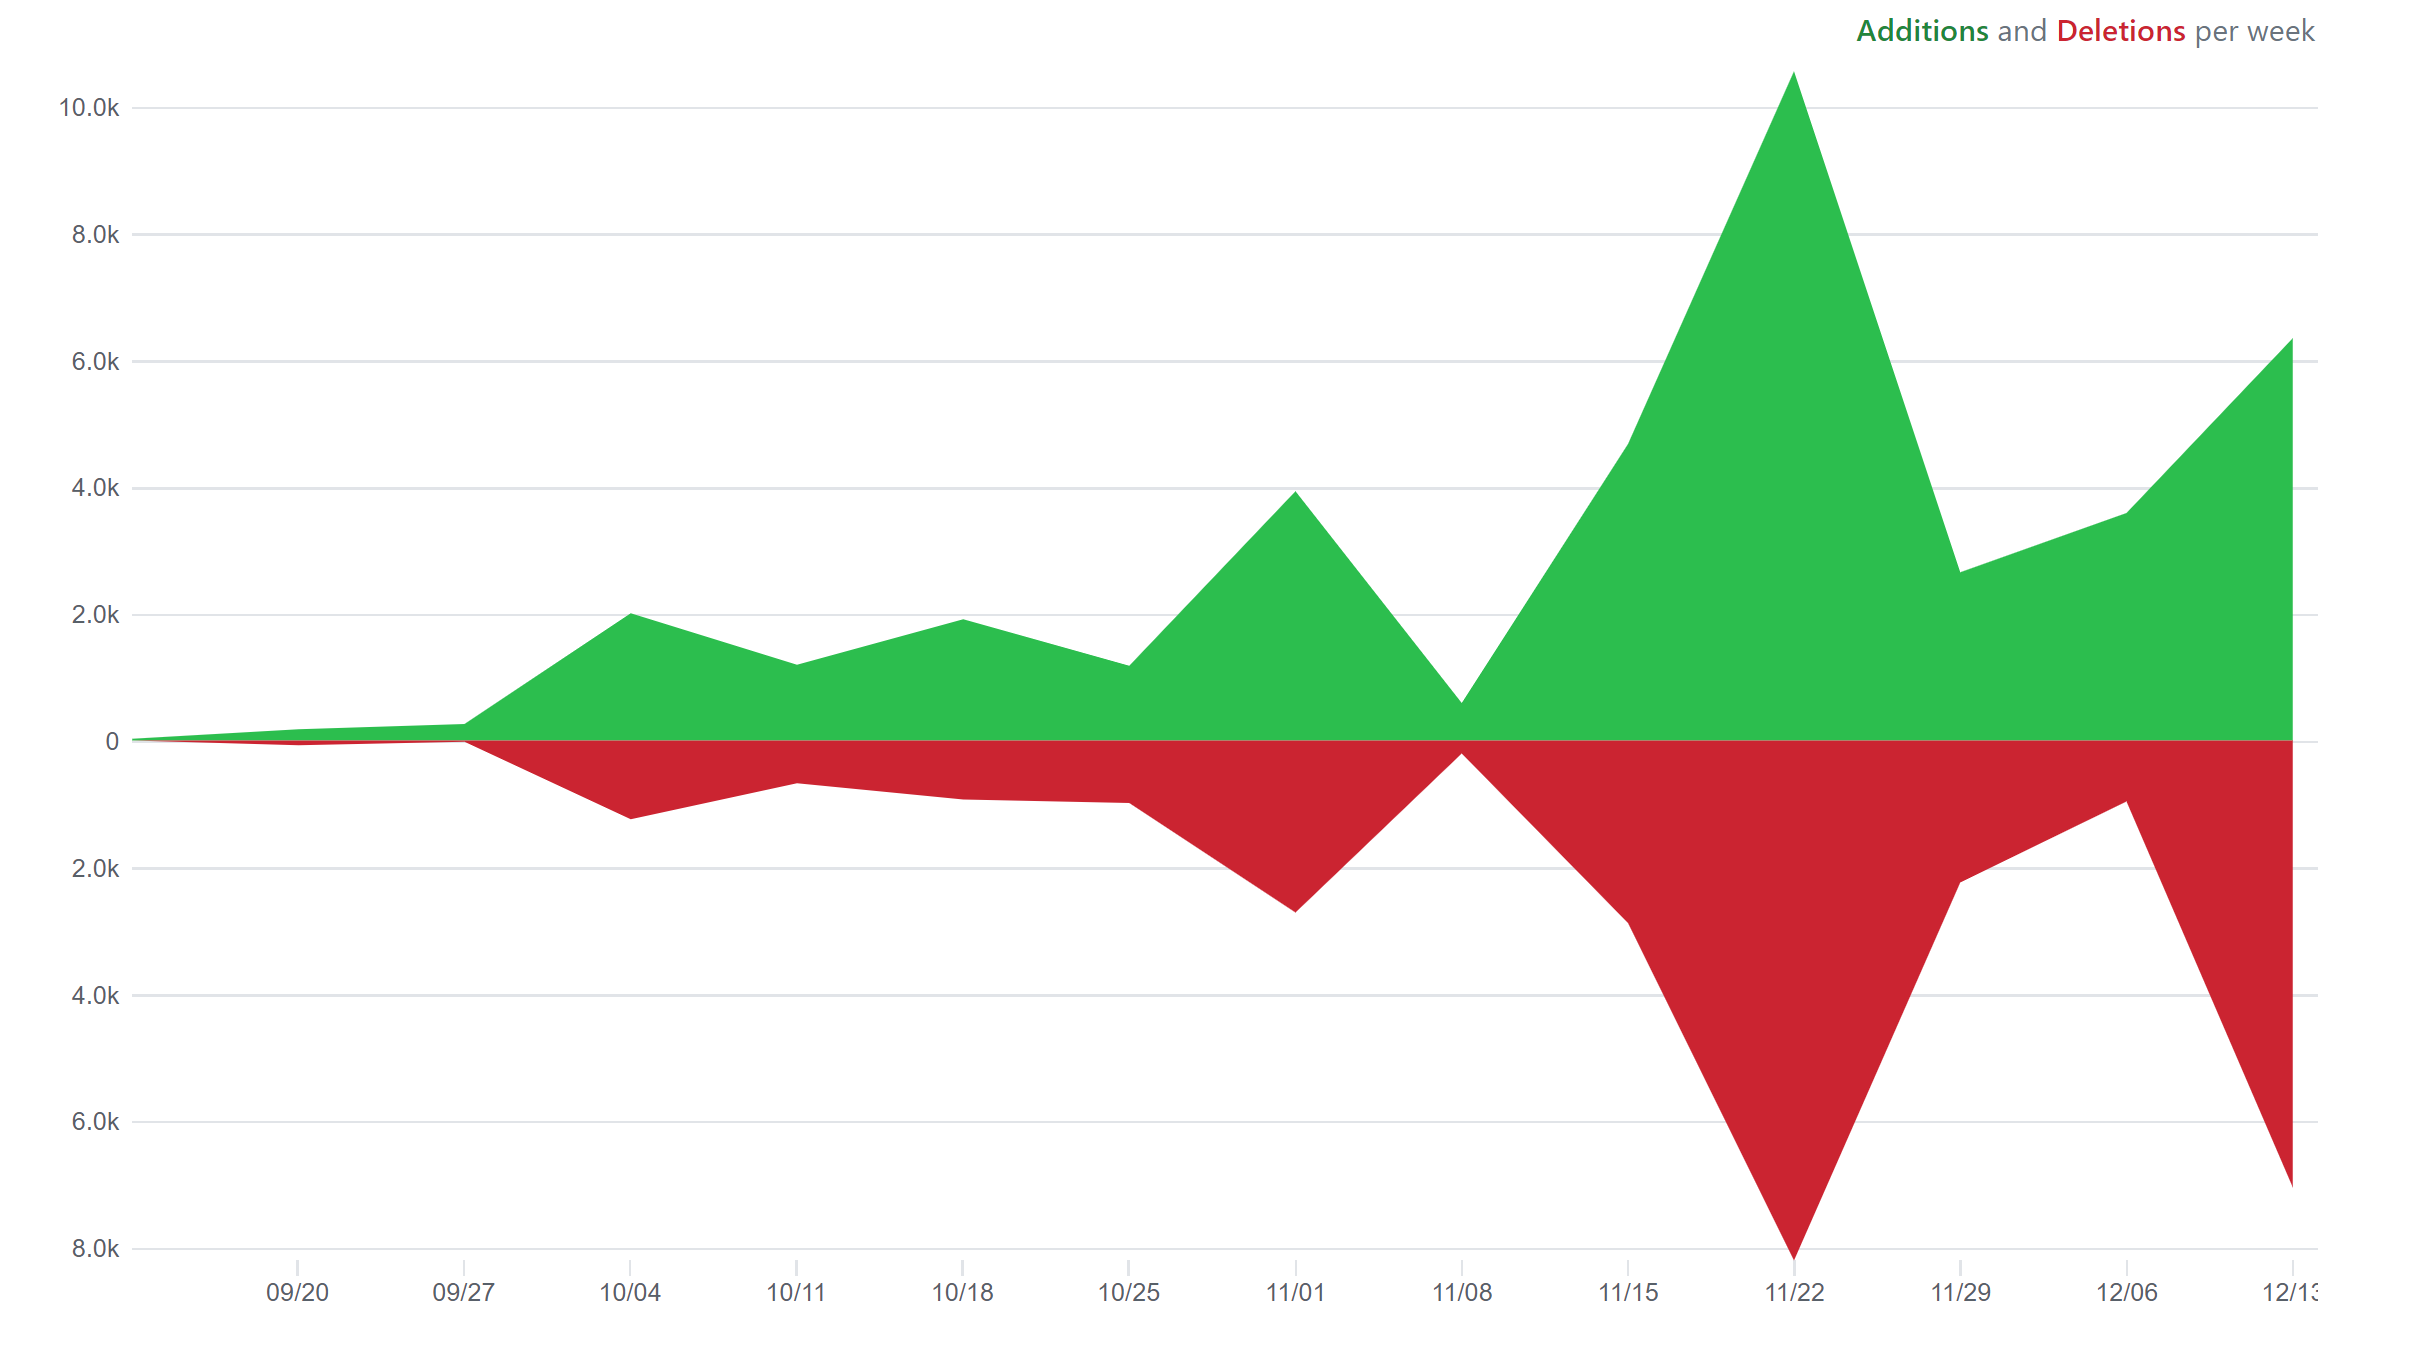 Additions and Deletions per week
10.0k
8.0k
6.0k
4.0k
2.0k
0
2.0k
4.0k
6.0k
8.0k
09/20 09/27 10/04 10/11 10/18 10/25 11/01 11/08 11/15 11/22 11/29 12/06 12/13